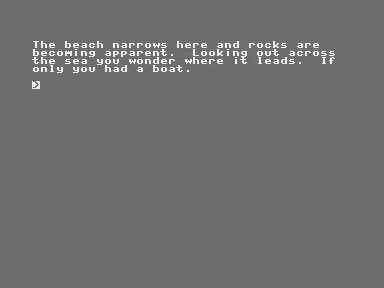 The beach narrows here and rocks are
becoming apparent.  Looking out across
the sea you wonder where it leads.  If
only you had a boat.
>